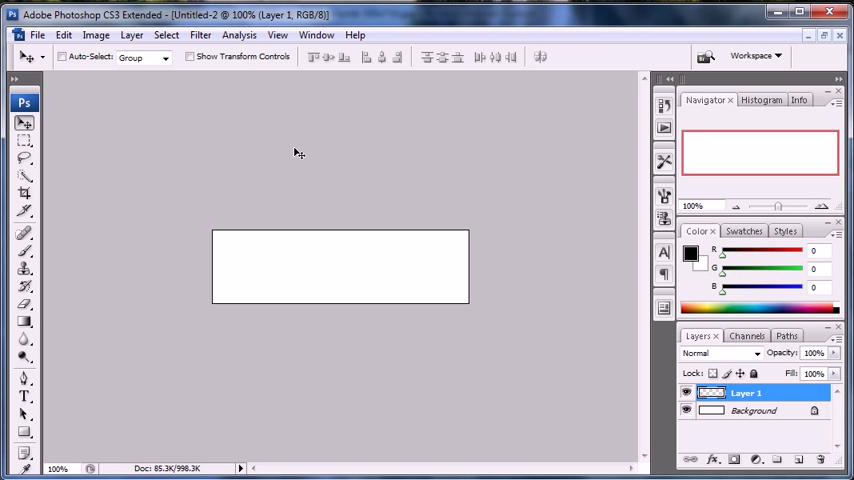 Adobe Photoshop CS3 Extended - [Untitled-2 @ 100% (Layer 1, RGB/8)]
File Edit Image Layer Select Filter Analysis View Window Help
Auto-Select: Group Show Transform Controls Workspace
Ps
Navigator Histogram Info
100%
Color Swatches Styles
R 0
G 0
B 0
Layers Channels Paths
Normal Opacity: 100%
Lock: Fill: 100%
Layer 1
Background
100% Doc: 85.3K/998.3K